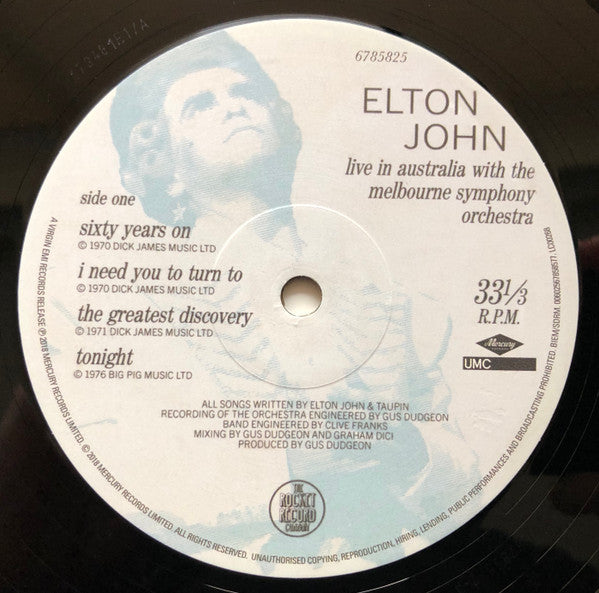 6785825
ELTON
JOHN
live in australia with the
melbourne symphony
orchestra
side one
sixty years on
© 1970 DICK JAMES MUSIC LTD
i need you to turn to
© 1970 DICK JAMES MUSIC LTD
the greatest discovery
© 1971 DICK JAMES MUSIC LTD
tonight
© 1976 BIG PIG MUSIC LTD
33⅓
R.P.M.
Mercury
UMC
ALL SONGS WRITTEN BY ELTON JOHN & TAUPIN
RECORDING OF THE ORCHESTRA ENGINEERED BY GUS DUDGEON
BAND ENGINEERED BY CLIVE FRANKS
MIXING BY GUS DUDGEON AND GRAHAM DICI
PRODUCED BY GUS DUDGEON
THE
ROCKET
RECORD
COMPANY
A VIRGIN EMI RECORDS RELEASE ℗ 2018 MERCURY RECORDS LIMITED. © 2018 MERCURY RECORDS LIMITED. ALL RIGHTS RESERVED. UNAUTHORISED COPYING, REPRODUCTION, HIRING, LENDING, PUBLIC PERFORMANCES AND BROADCASTING PROHIBITED. BIEM/SDRM.